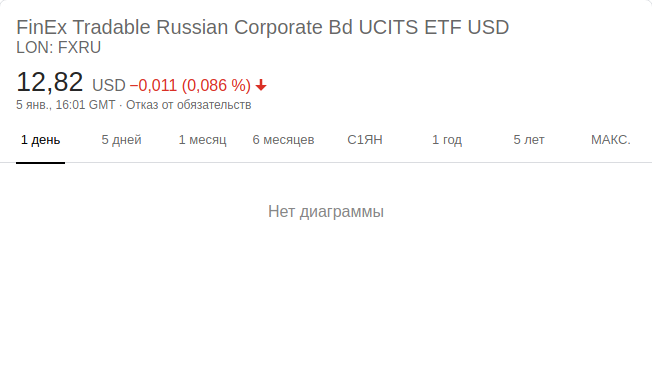 FinEx Tradable Russian Corporate Bd UCITS ETF USD
LON: FXRU
12,82 USD −0,011 (0,086 %)
5 янв., 16:01 GMT · Отказ от обязательств
1 день 5 дней 1 месяц 6 месяцев С1ЯН 1 год 5 лет МАКС.
Нет диаграммы